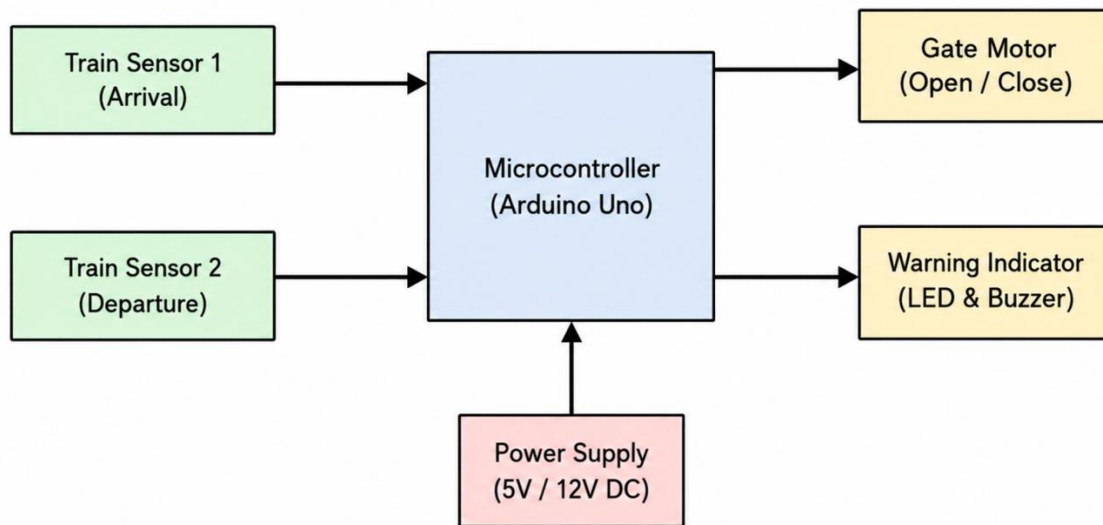 Train Sensor 1
(Arrival)
Gate Motor
(Open / Close)
Microcontroller
(Arduino Uno)
Train Sensor 2
(Departure)
Warning Indicator
(LED & Buzzer)
Power Supply
(5V / 12V DC)